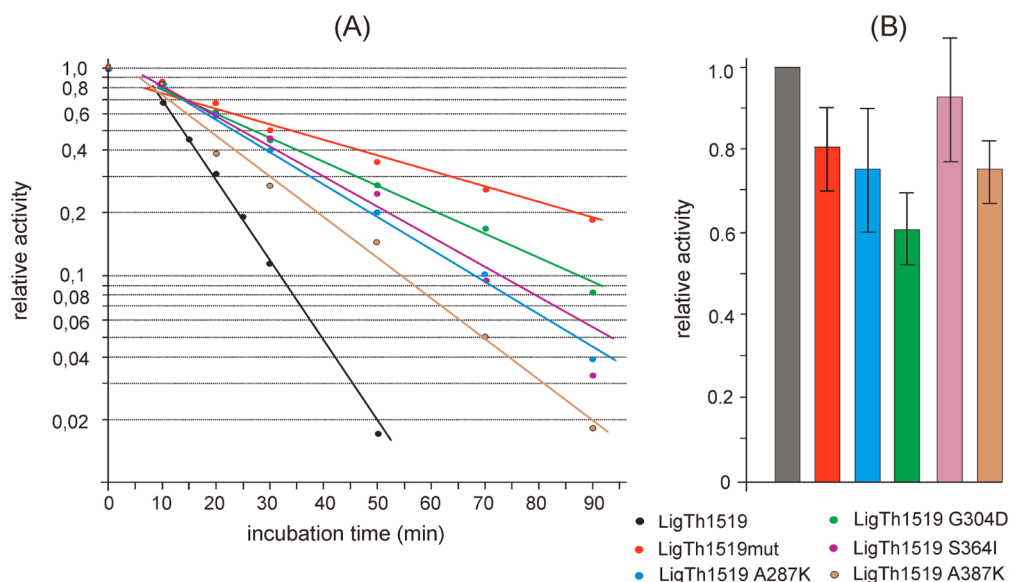 (A)
(B)
relative activity
1,0
0,8
0,6
0,4
0,2
0,1
0,08
0,06
0,04
0,02
0 10 20 30 40 50 60 70 80 90
incubation time (min)
relative activity
1.0
0.8
0.6
0.4
0.2
0
LigTh1519
LigTh1519mut
LigTh1519 A287K
LigTh1519 G304D
LigTh1519 S364I
LigTh1519 A387K